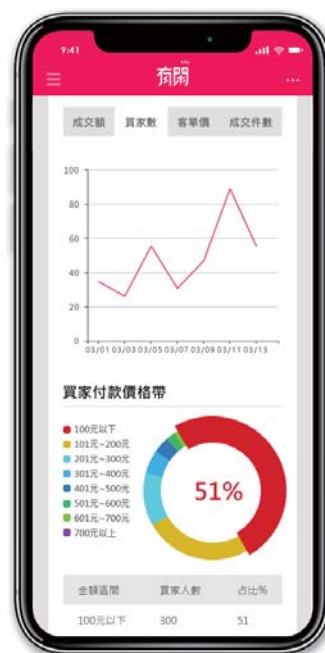 9:41
有閑
成交額 買家數 客單價 成交件數
100
80
60
40
20
0
03/01 03/03 03/05 03/07 03/09 03/11 03/13
買家付款價格帶
100元以下
101元~200元
201元~300元
301元~400元
401元~500元
501元~600元
601元~700元
700元以上
51%
金額區間 買家人數 占比%
100元以下 300 51